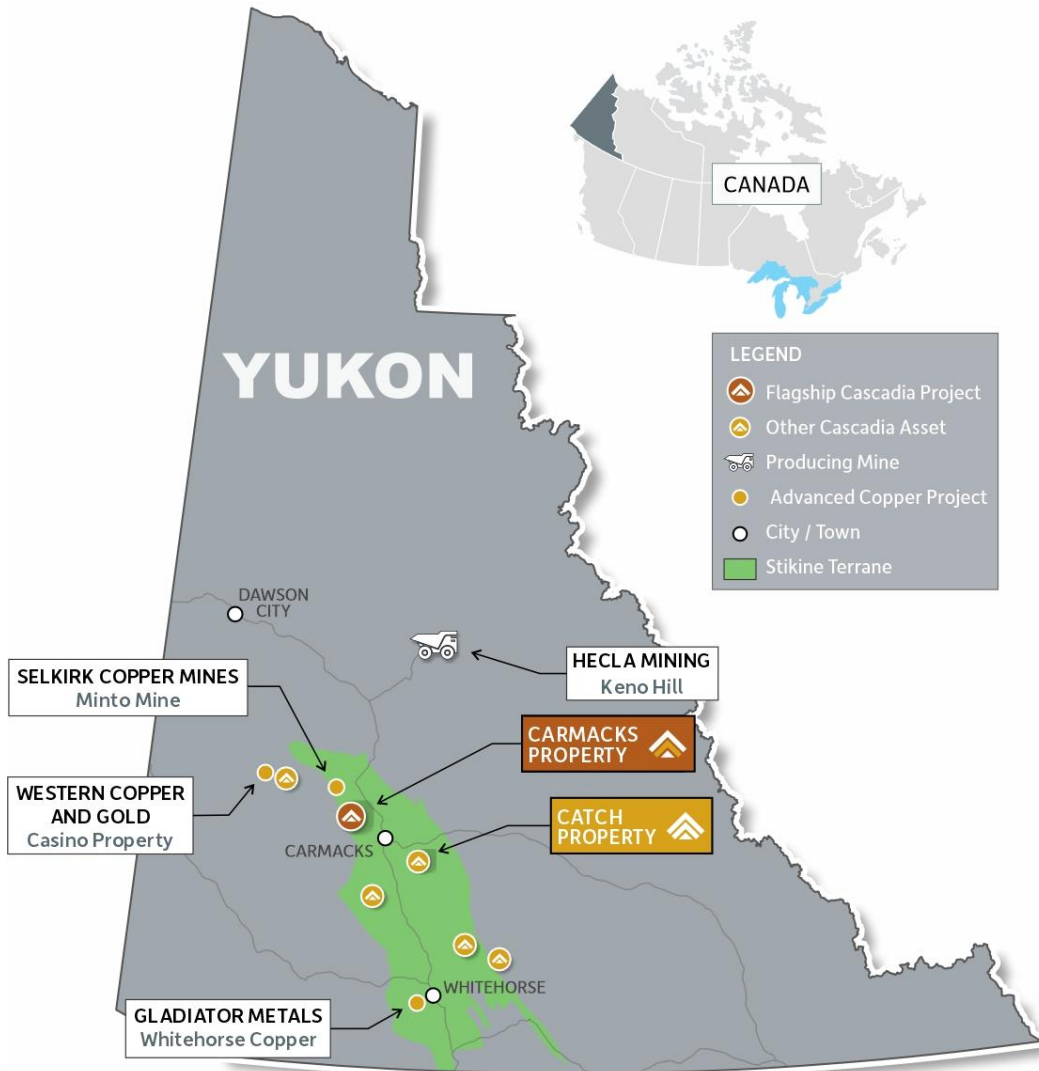 CANADA
YUKON
LEGEND
Flagship Cascadia Project
Other Cascadia Asset
Producing Mine
Advanced Copper Project
City / Town
Stikine Terrane
DAWSON
CITY
SELKIRK COPPER MINES
Minto Mine
HECLA MINING
Keno Hill
CARMACKS
PROPERTY
WESTERN COPPER
AND GOLD
Casino Property
CATCH
PROPERTY
CARMACKS
WHITEHORSE
GLADIATOR METALS
Whitehorse Copper